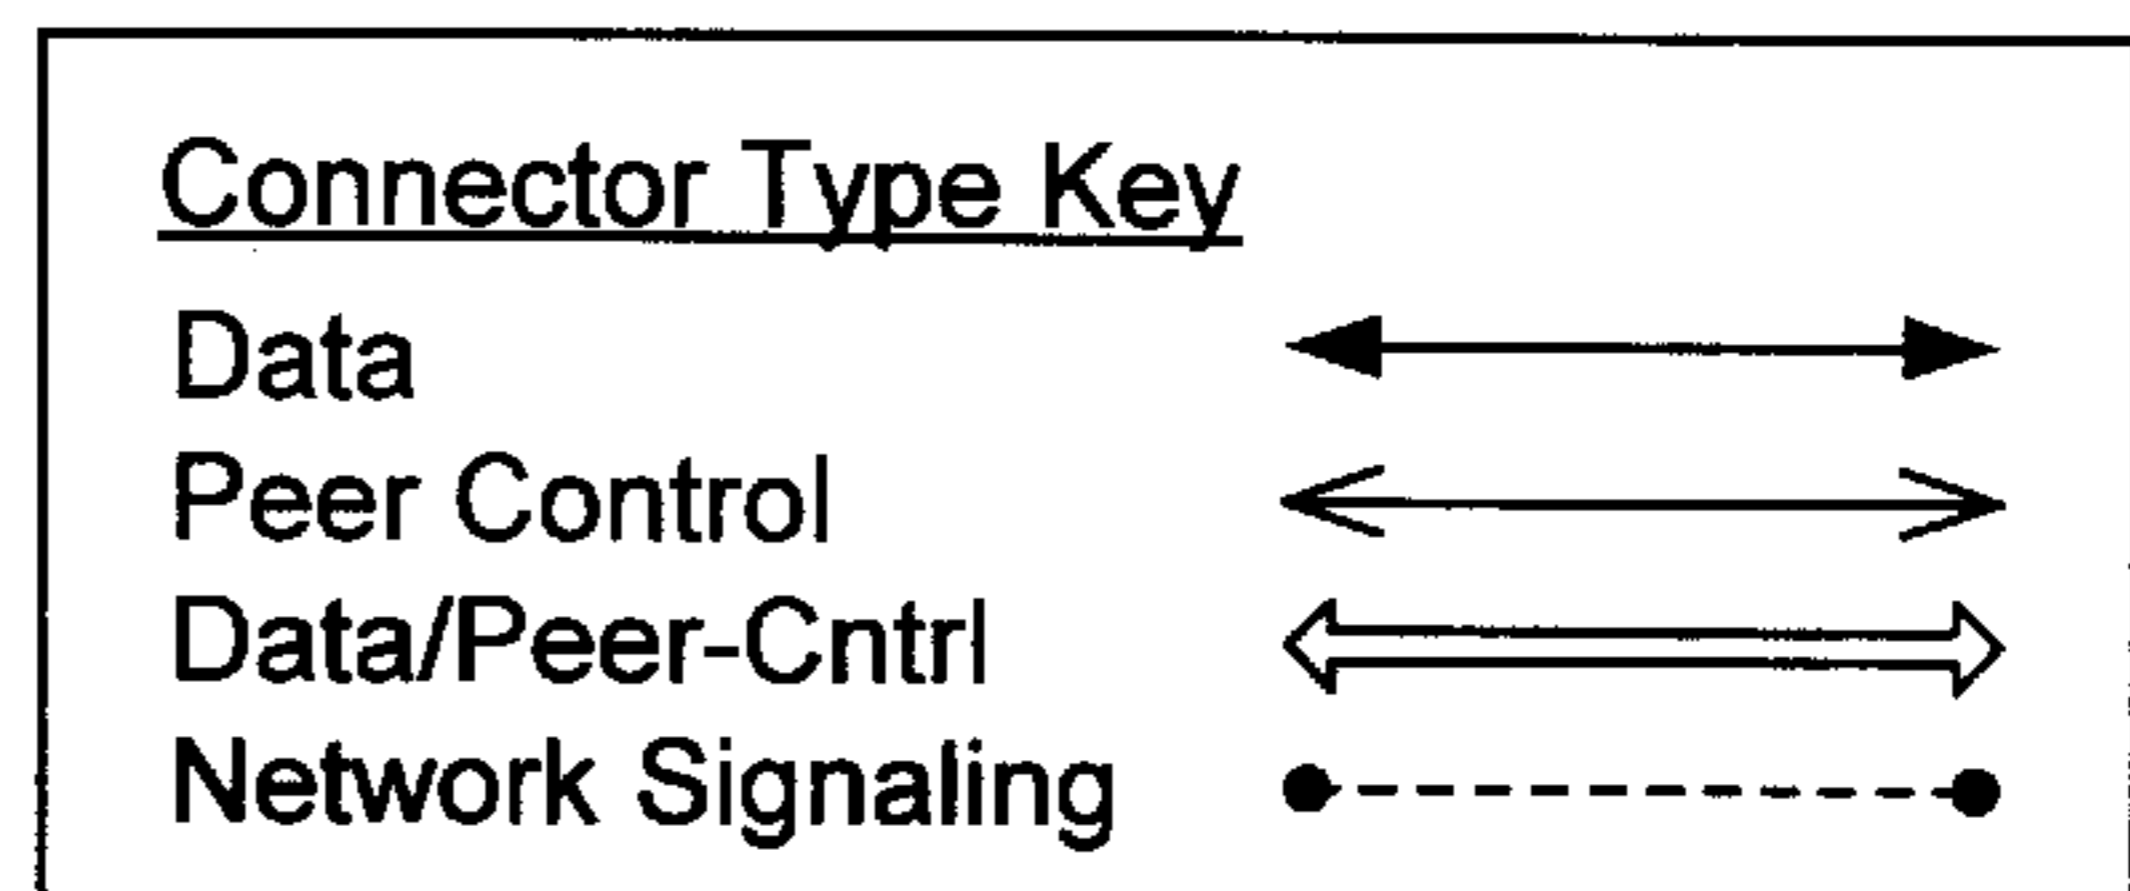 Connector Type Key
Data
Peer Control
Data/Peer-Cntrl
Network Signaling